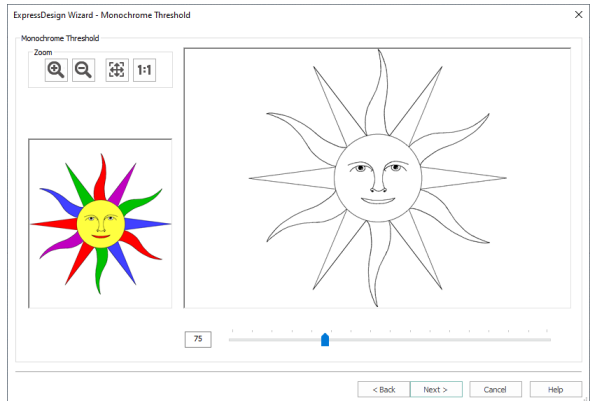 ExpressDesign Wizard - Monochrome Threshold
Monochrome Threshold
Zoom
1:1
75
< Back
Next >
Cancel
Help